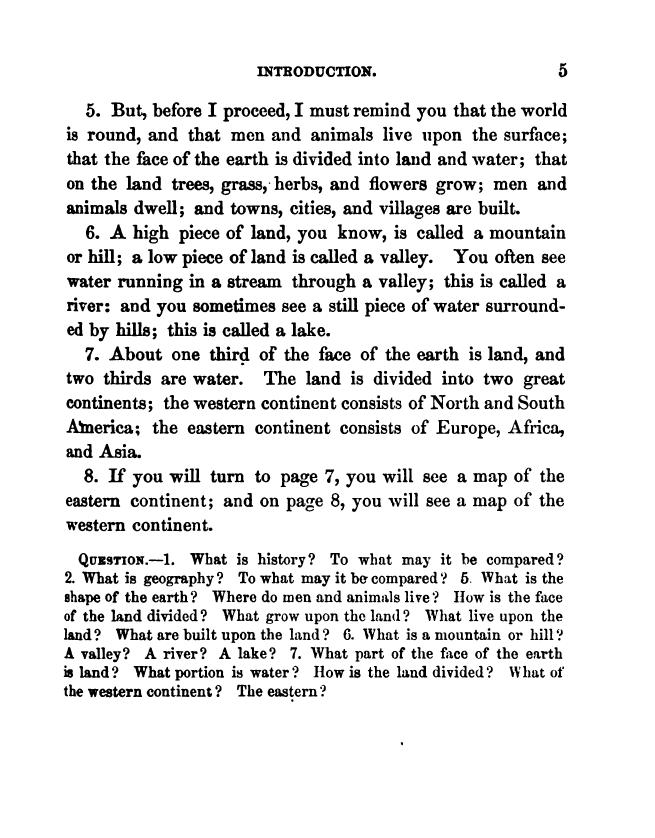 INTRODUCTION. 5
5. But, before I proceed, I must remind you that the world
is round, and that men and animals live upon the surface;
that the face of the earth is divided into land and water; that
on the land trees, grass, herbs, and flowers grow; men and
animals dwell; and towns, cities, and villages are built.
6. A high piece of land, you know, is called a mountain
or hill; a low piece of land is called a valley. You often see
water running in a stream through a valley; this is called a
river: and you sometimes see a still piece of water surround-
ed by hills; this is called a lake.
7. About one third of the face of the earth is land, and
two thirds are water. The land is divided into two great
continents; the western continent consists of North and South
America; the eastern continent consists of Europe, Africa,
and Asia.
8. If you will turn to page 7, you will see a map of the
eastern continent; and on page 8, you will see a map of the
western continent.
QUESTION.—1. What is history? To what may it be compared?
2. What is geography? To what may it be compared? 5. What is the
shape of the earth? Where do men and animals live? How is the face
of the land divided? What grow upon the land? What live upon the
land? What are built upon the land? 6. What is a mountain or hill?
A valley? A river? A lake? 7. What part of the face of the earth
is land? What portion is water? How is the land divided? What of
the western continent? The eastern?